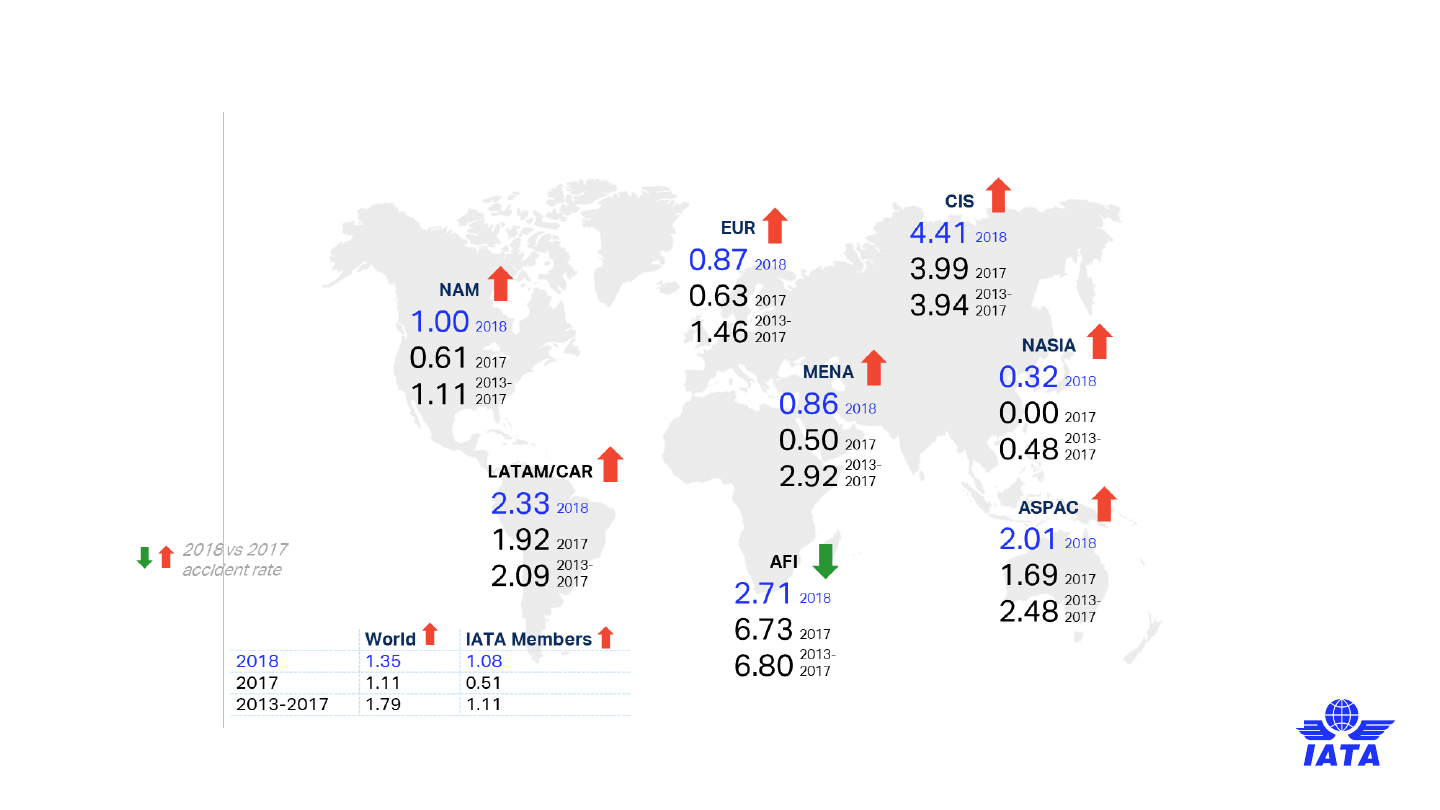 CIS
4.41 2018
3.99 2017
3.94 2013-
2017
EUR
0.87 2018
0.63 2017
1.46 2013-
2017
NAM
1.00 2018
0.61 2017
1.11 2013-
2017
NASIA
0.32 2018
0.00 2017
0.48 2013-
2017
MENA
0.86 2018
0.50 2017
2.92 2013-
2017
LATAM/CAR
2.33 2018
1.92 2017
2.09 2013-
2017
ASPAC
2.01 2018
1.69 2017
2.48 2013-
2017
AFI
2.71 2018
6.73 2017
6.80 2013-
2017
2018 vs 2017
accident rate
World IATA Members
2018 1.35 1.08
2017 1.11 0.51
2013-2017 1.79 1.11
IATA